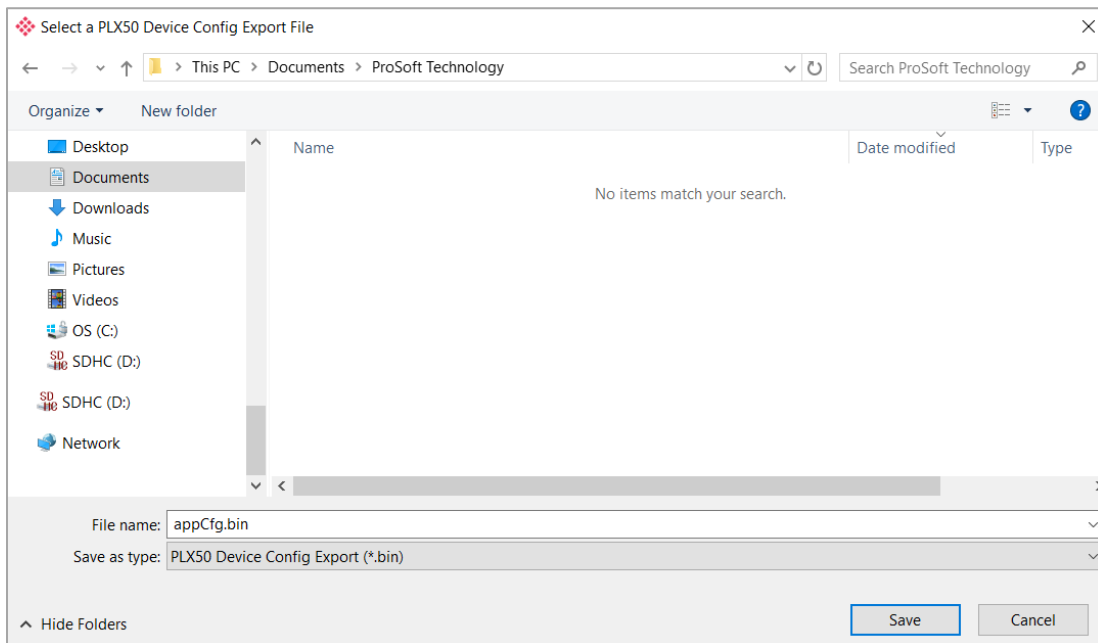 Select a PLX50 Device Config Export File
This PC > Documents > ProSoft Technology
Search ProSoft Technology
Organize
New folder
Name
Date modified
Type
No items match your search.
Desktop
Documents
Downloads
Music
Pictures
Videos
OS (C:)
SDHC (D:)
SDHC (D:)
Network
File name: appCfg.bin
Save as type: PLX50 Device Config Export (*.bin)
Hide Folders
Save
Cancel